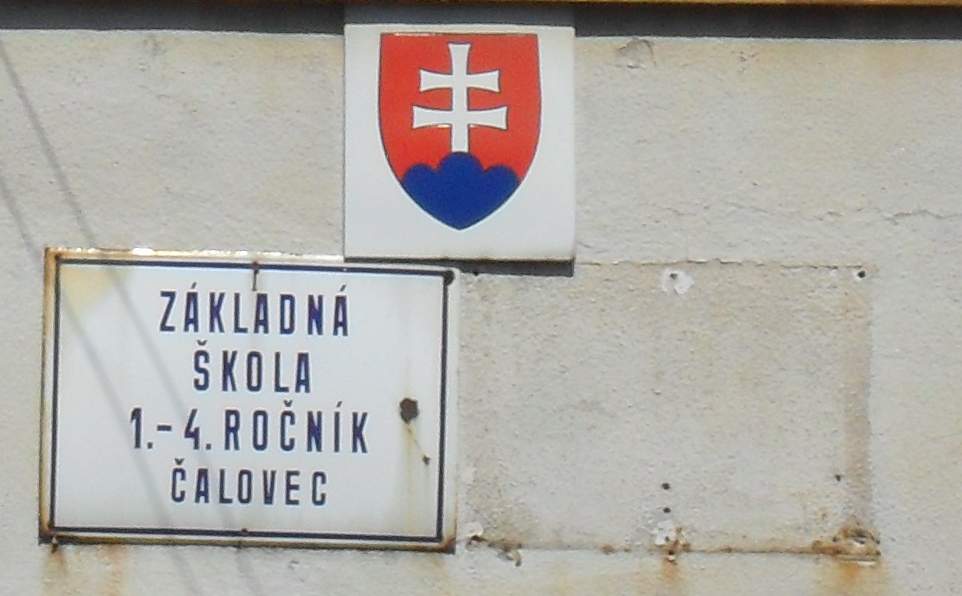 ZÁKLADNÁ
ŠKOLA
1.-4. ROČNÍK
ČALOVEC